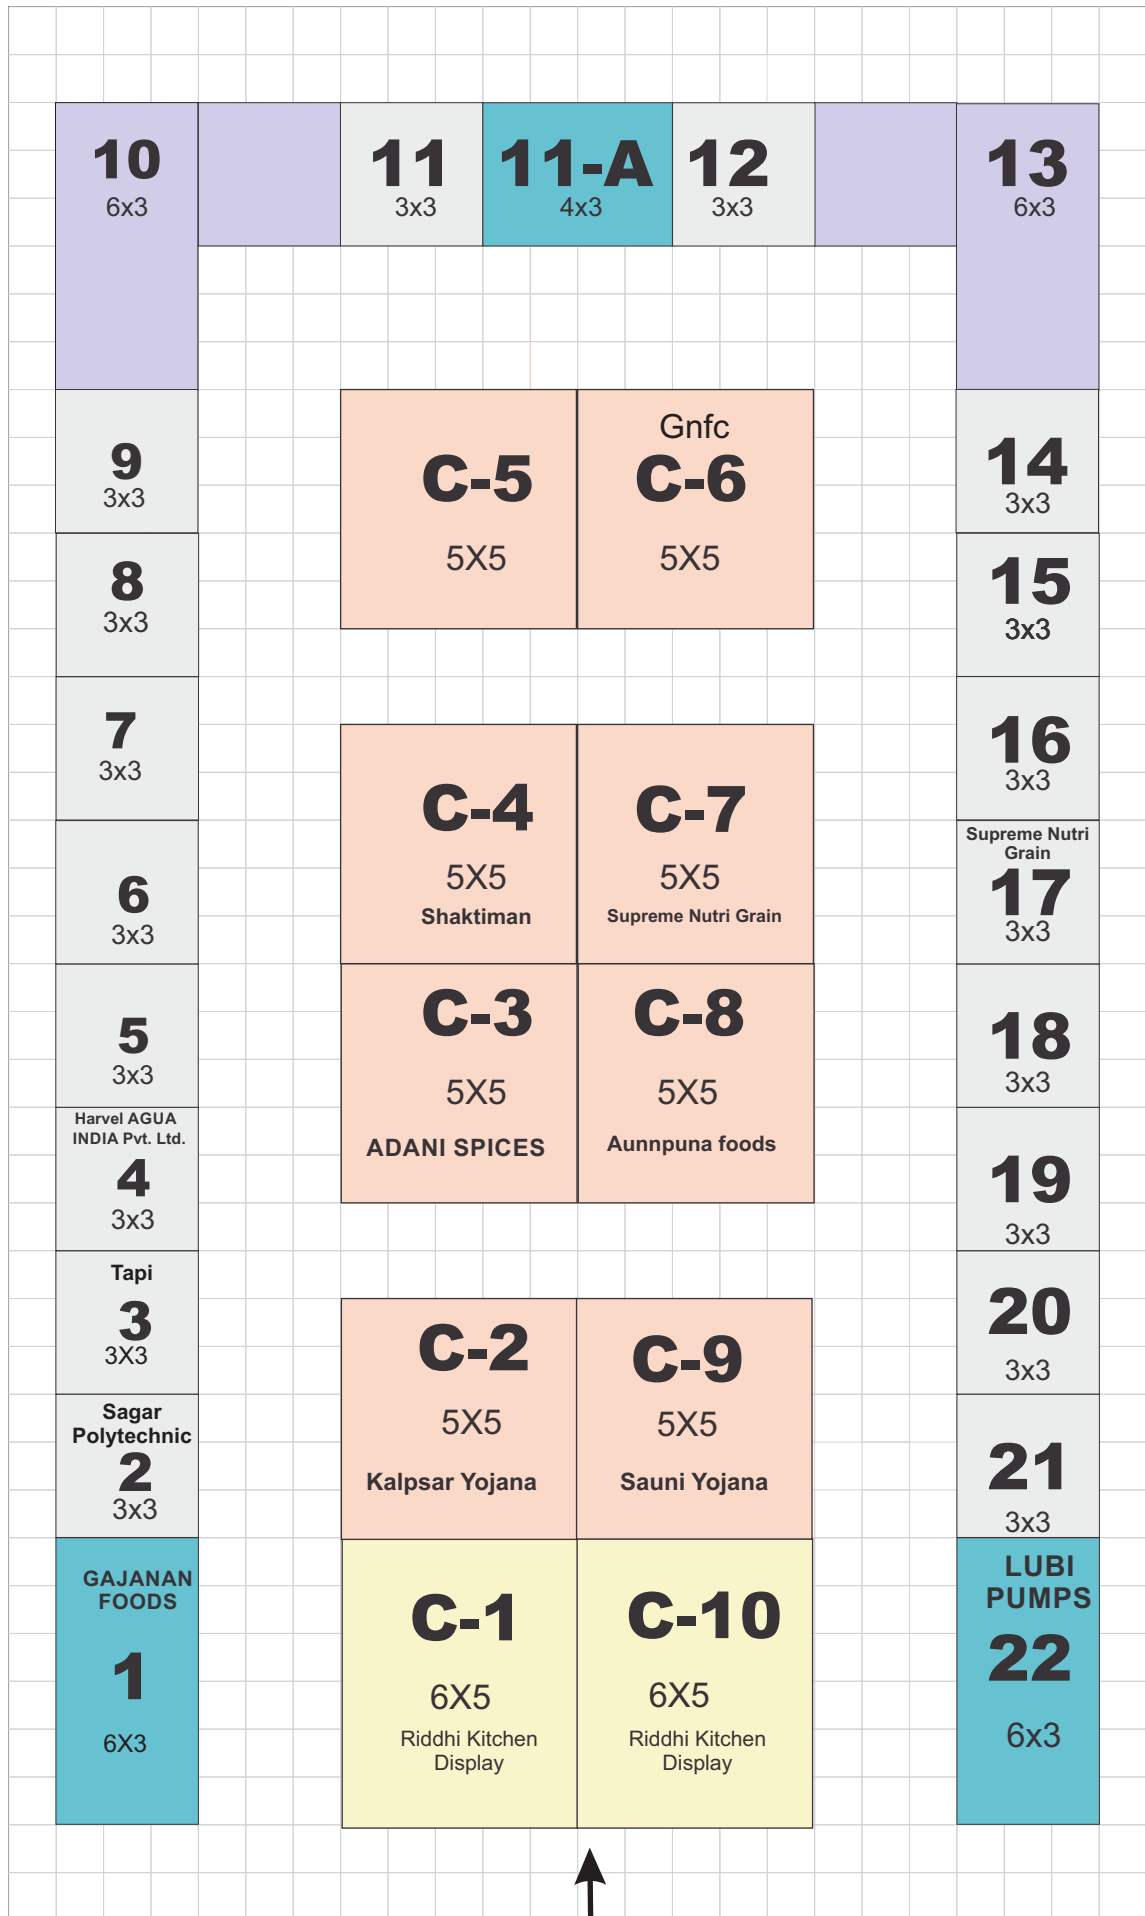 10
6x3
11
3x3
11-A
4x3
12
3x3
13
6x3
9
3x3
8
3x3
7
3x3
6
3x3
5
3x3
Harvel AGUA
INDIA Pvt. Ltd.
4
3x3
Tapi
3
3X3
Sagar
Polytechnic
2
3x3
GAJANAN
FOODS
1
6X3
C-5
5X5
Gnfc
C-6
5X5
C-4
5X5
Shaktiman
C-7
5X5
Supreme Nutri Grain
C-3
5X5
ADANI SPICES
C-8
5X5
Aunnpuna foods
C-2
5X5
Kalpsar Yojana
C-9
5X5
Sauni Yojana
C-1
6X5
Riddhi Kitchen
Display
C-10
6X5
Riddhi Kitchen
Display
14
3x3
15
3x3
16
3x3
Supreme Nutri
Grain
17
3x3
18
3x3
19
3x3
20
3x3
21
3x3
LUBI
PUMPS
22
6x3